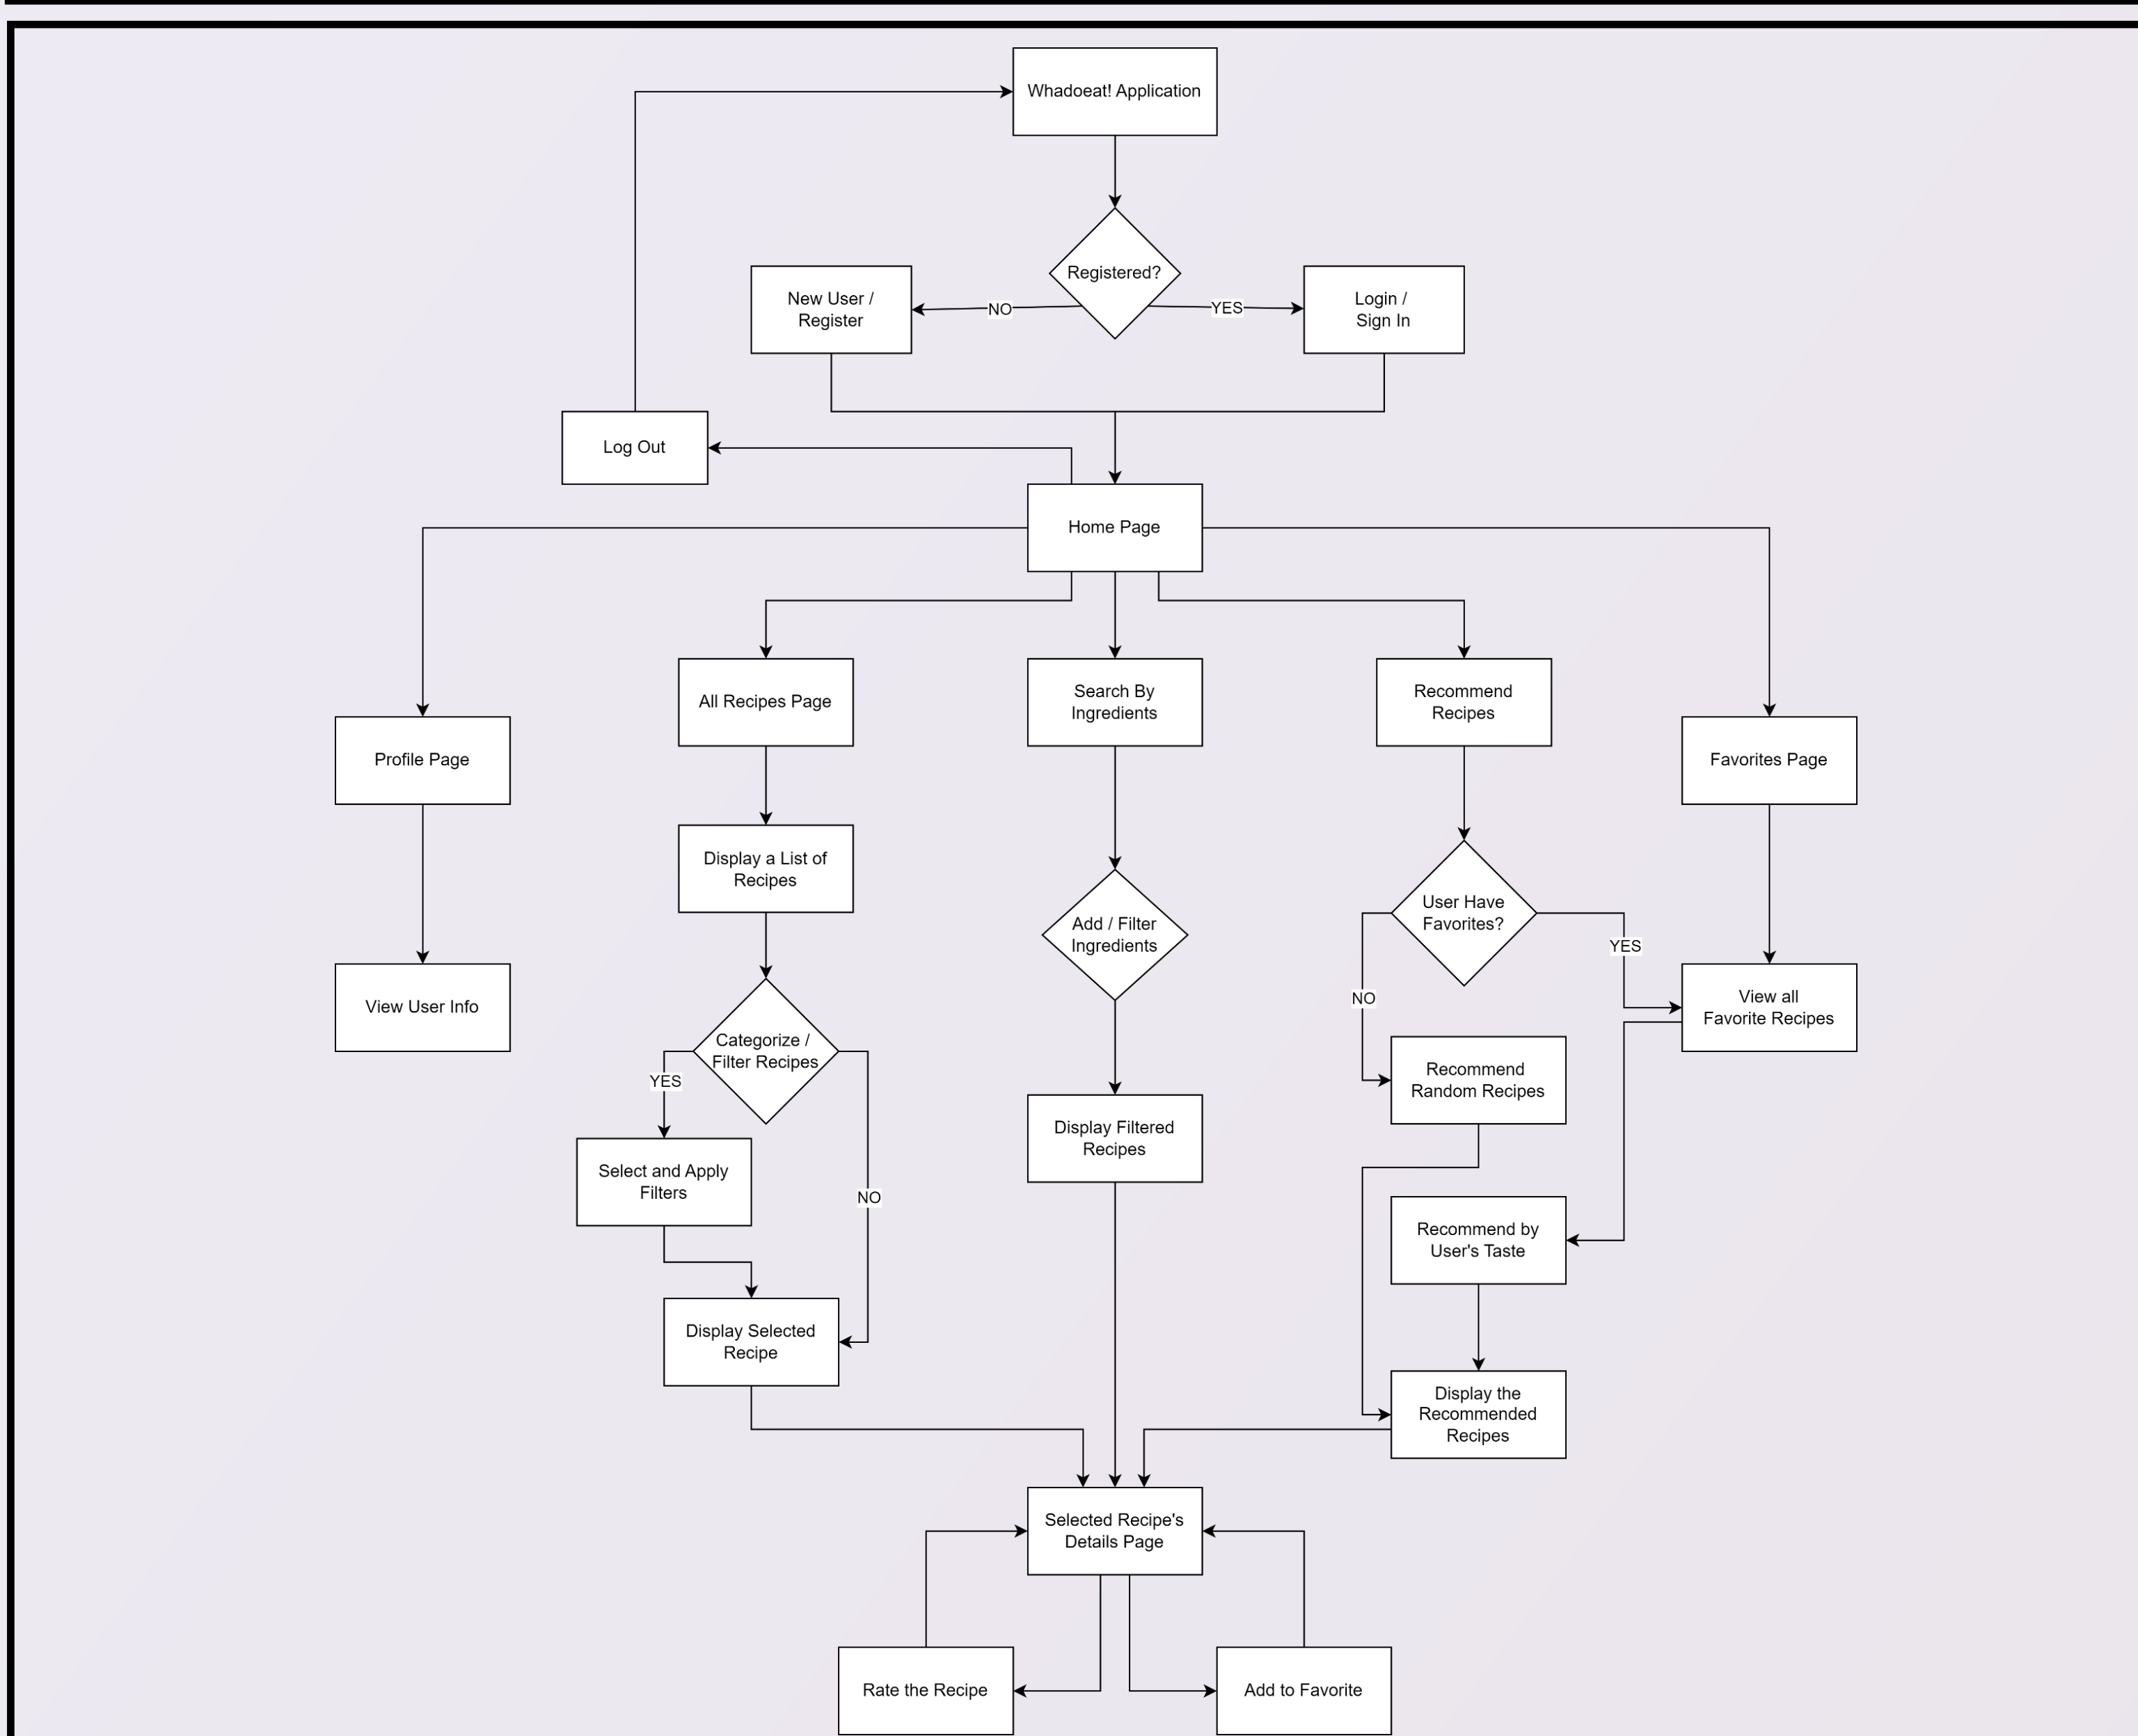 Whadoeat! Application
Registered?
New User /
Register
NO
YES
Login /
Sign In
Log Out
Home Page
All Recipes Page
Search By
Ingredients
Recommend
Recipes
Profile Page
Favorites Page
Display a List of
Recipes
Add / Filter
Ingredients
User Have
Favorites?
YES
NO
View User Info
View all
Favorite Recipes
Categorize /
Filter Recipes
YES
NO
Recommend
Random Recipes
Display Filtered
Recipes
Select and Apply
Filters
Recommend by
User's Taste
Display Selected
Recipe
Display the
Recommended
Recipes
Selected Recipe's
Details Page
Rate the Recipe
Add to Favorite